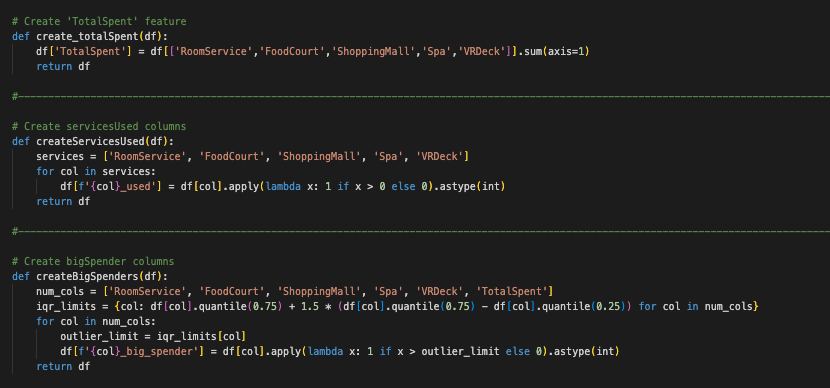 # Create 'TotalSpent' feature
def create_totalSpent(df):
    df['TotalSpent'] = df[['RoomService','FoodCourt','ShoppingMall','Spa','VRDeck']].sum(axis=1)
    return df
#------------------------------------------------------------------------------------------------------------------------------------
# Create servicesUsed columns
def createServicesUsed(df):
    services = ['RoomService', 'FoodCourt', 'ShoppingMall', 'Spa', 'VRDeck']
    for col in services:
        df[f'{col}_used'] = df[col].apply(lambda x: 1 if x > 0 else 0).astype(int)
    return df
#------------------------------------------------------------------------------------------------------------------------------------
# Create bigSpender columns
def createBigSpenders(df):
    num_cols = ['RoomService', 'FoodCourt', 'ShoppingMall', 'Spa', 'VRDeck', 'TotalSpent']
    iqr_limits = {col: df[col].quantile(0.75) + 1.5 * (df[col].quantile(0.75) - df[col].quantile(0.25)) for col in num_cols}
    for col in num_cols:
        outlier_limit = iqr_limits[col]
        df[f'{col}_big_spender'] = df[col].apply(lambda x: 1 if x > outlier_limit else 0).astype(int)
    return df